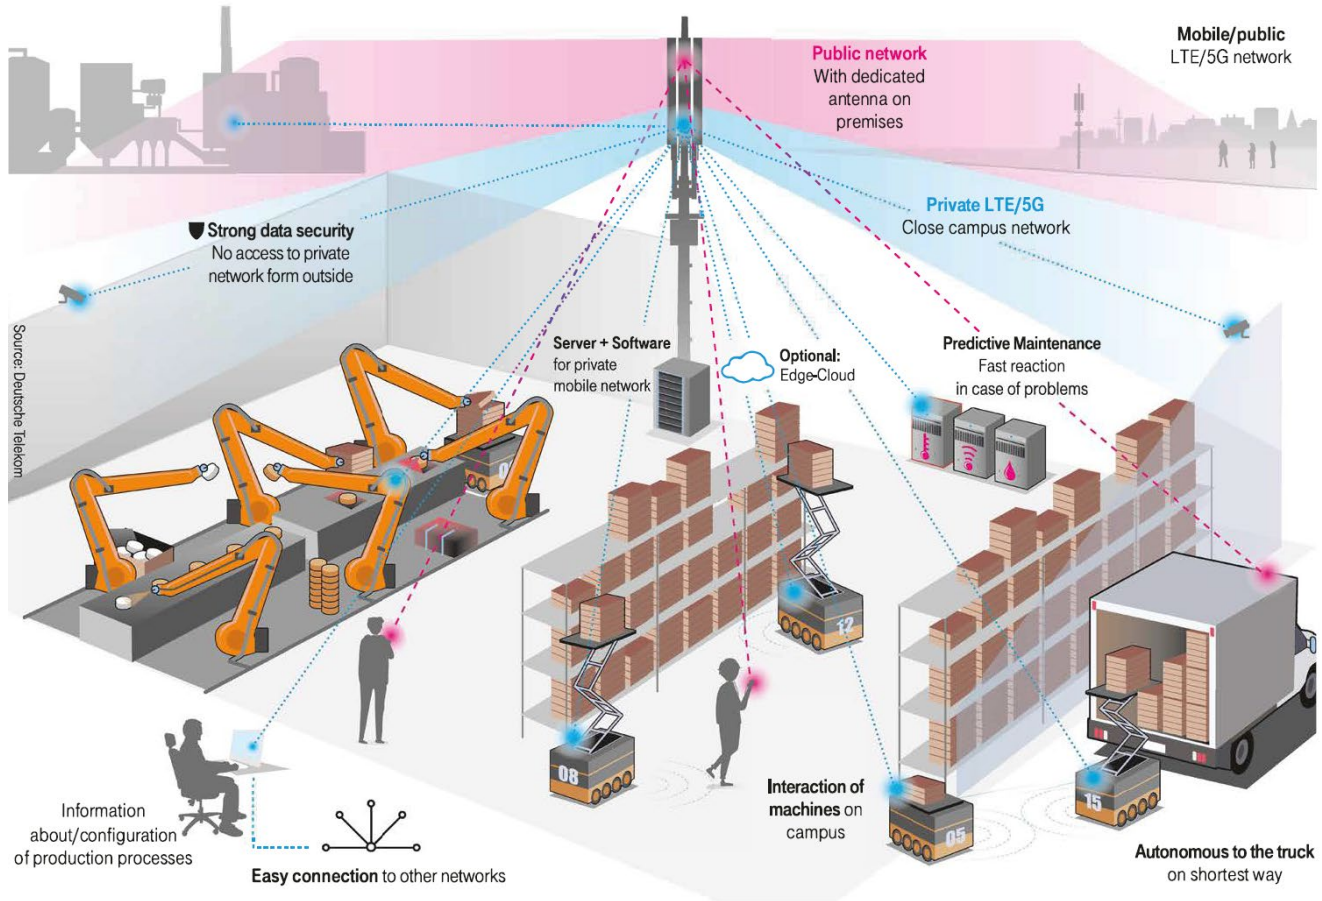 Mobile/public
LTE/5G network
Public network
With dedicated
antenna on
premises
Private LTE/5G
Close campus network
Strong data security
No access to private
network form outside
Source: Deutsche Telekom
Server + Software
for private
mobile network
Optional:
Edge-Cloud
Predictive Maintenance
Fast reaction
in case of problems
12
08
05
15
Interaction of
machines on
campus
Information
about/configuration
of production processes
Easy connection to other networks
Autonomous to the truck
on shortest way